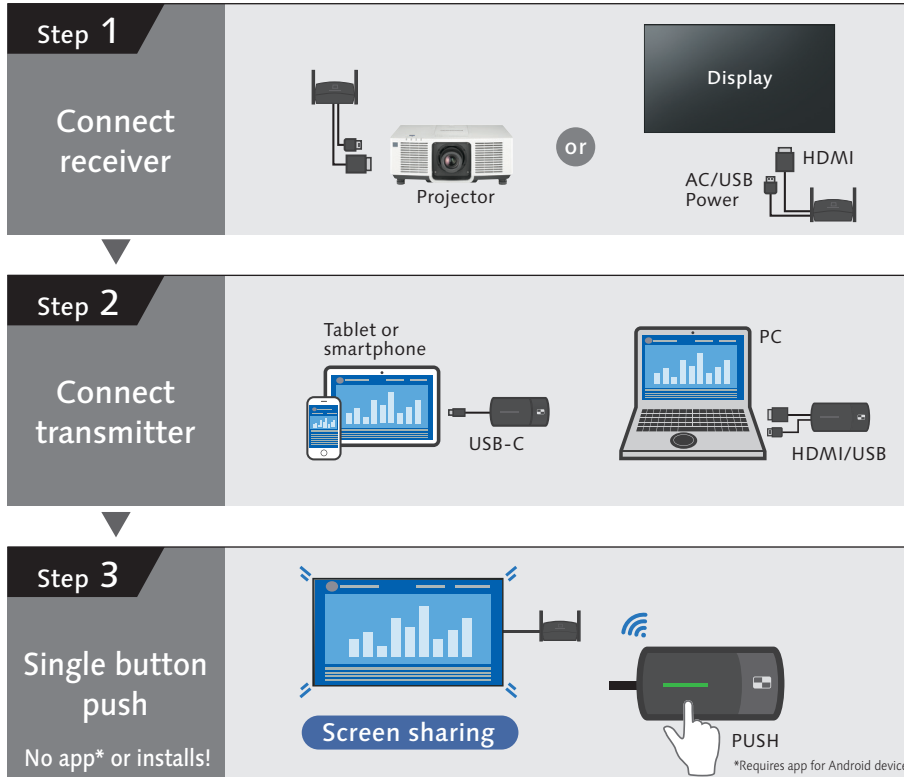 Step 1
Connect
receiver
Projector
or
Display
HDMI
AC/USB
Power
Step 2
Connect
transmitter
Tablet or
smartphone
USB-C
PC
HDMI/USB
Step 3
Single button
push
No app* or installs!
Screen sharing
PUSH
*Requires app for Android device